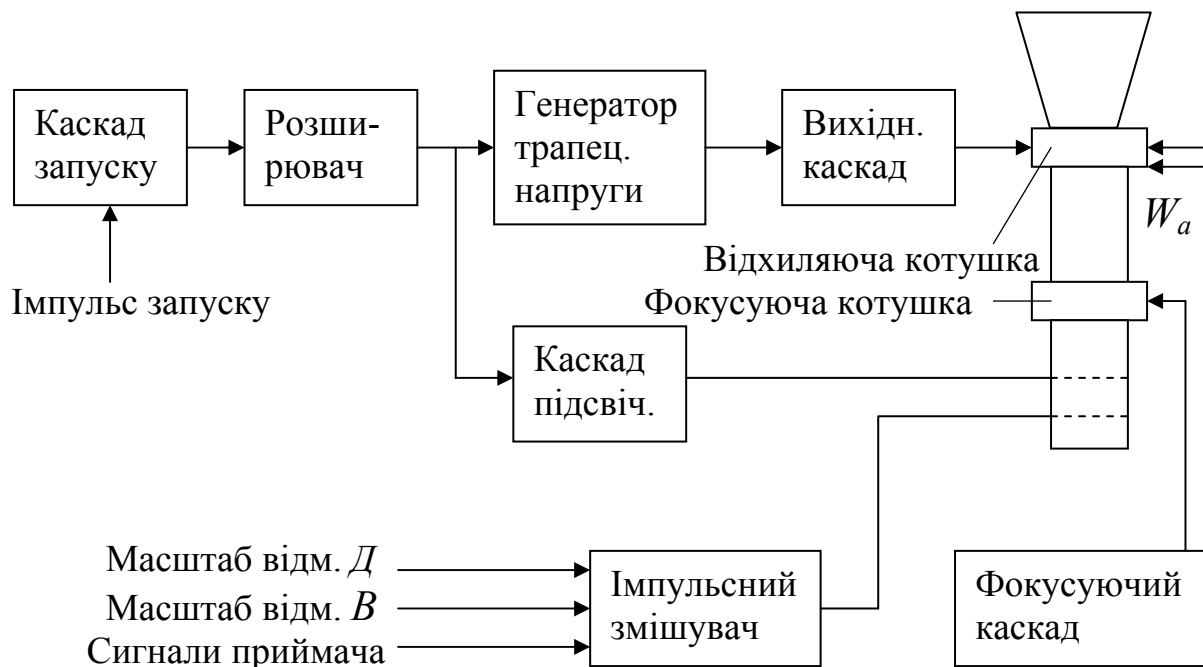 Каскад
запуску
Розши-
рювач
Генератор
трапец.
напруги
Вихідн.
каскад
W_a
Відхиляюча котушка
Фокусуюча котушка
Імпульс запуску
Каскад
підсвіч.
Масштаб відм. Д
Масштаб відм. В
Сигнали приймача
Імпульсний
змішувач
Фокусуючий
каскад